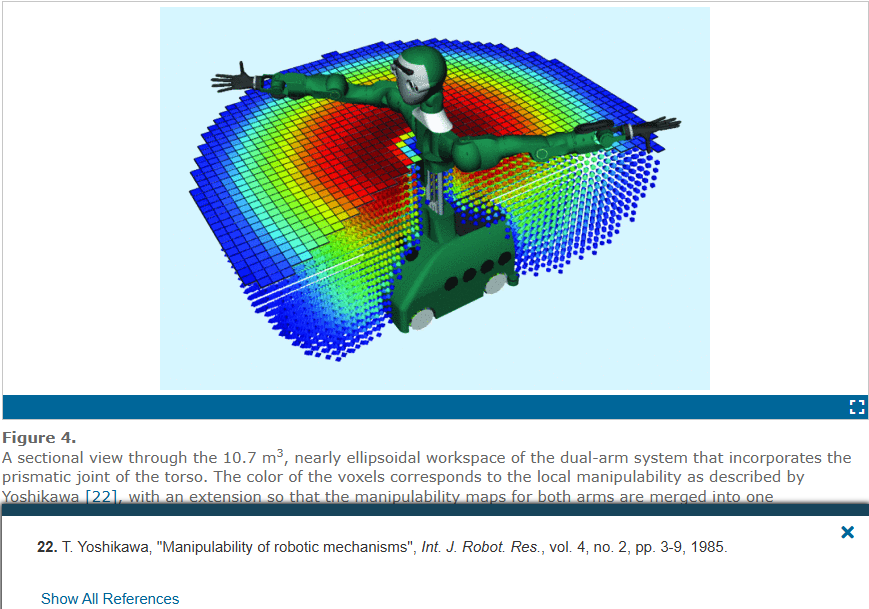 Figure 4.
A sectional view through the 10.7 m³, nearly ellipsoidal workspace of the dual-arm system that incorporates the
prismatic joint of the torso. The color of the voxels corresponds to the local manipulability as described by
Yoshikawa [22], with an extension so that the manipulability maps for both arms are merged into one
22. T. Yoshikawa, "Manipulability of robotic mechanisms", Int. J. Robot. Res., vol. 4, no. 2, pp. 3-9, 1985.
Show All References